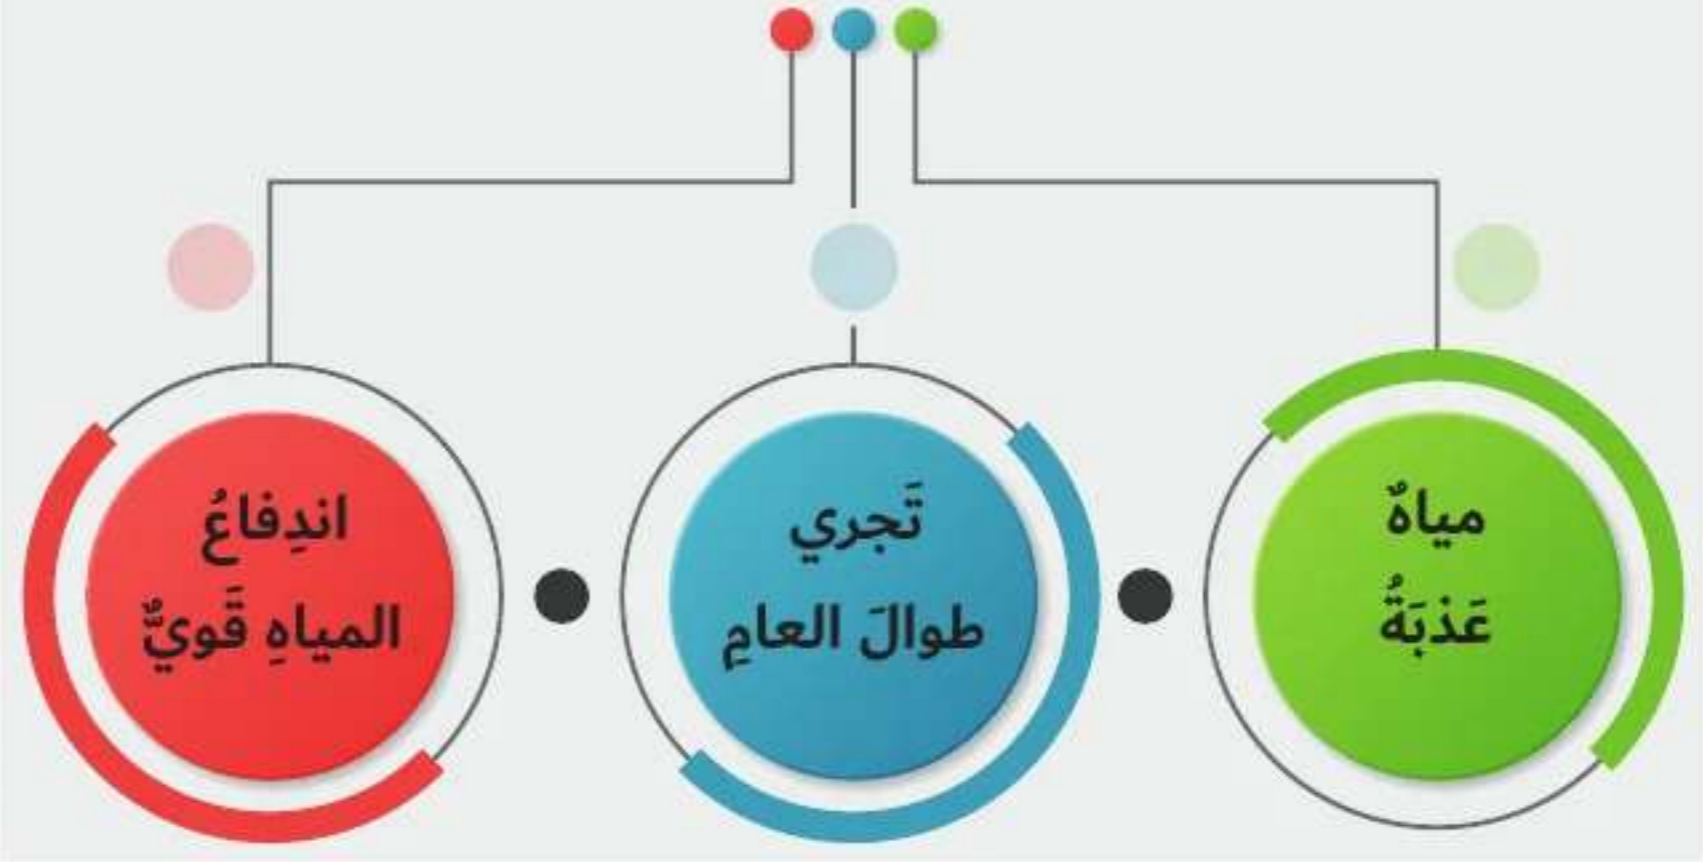 مياهٌ
عَذبَةٌ
تَجري
طوالَ العامِ
اندِفاعُ
المياهِ قَويٌّ